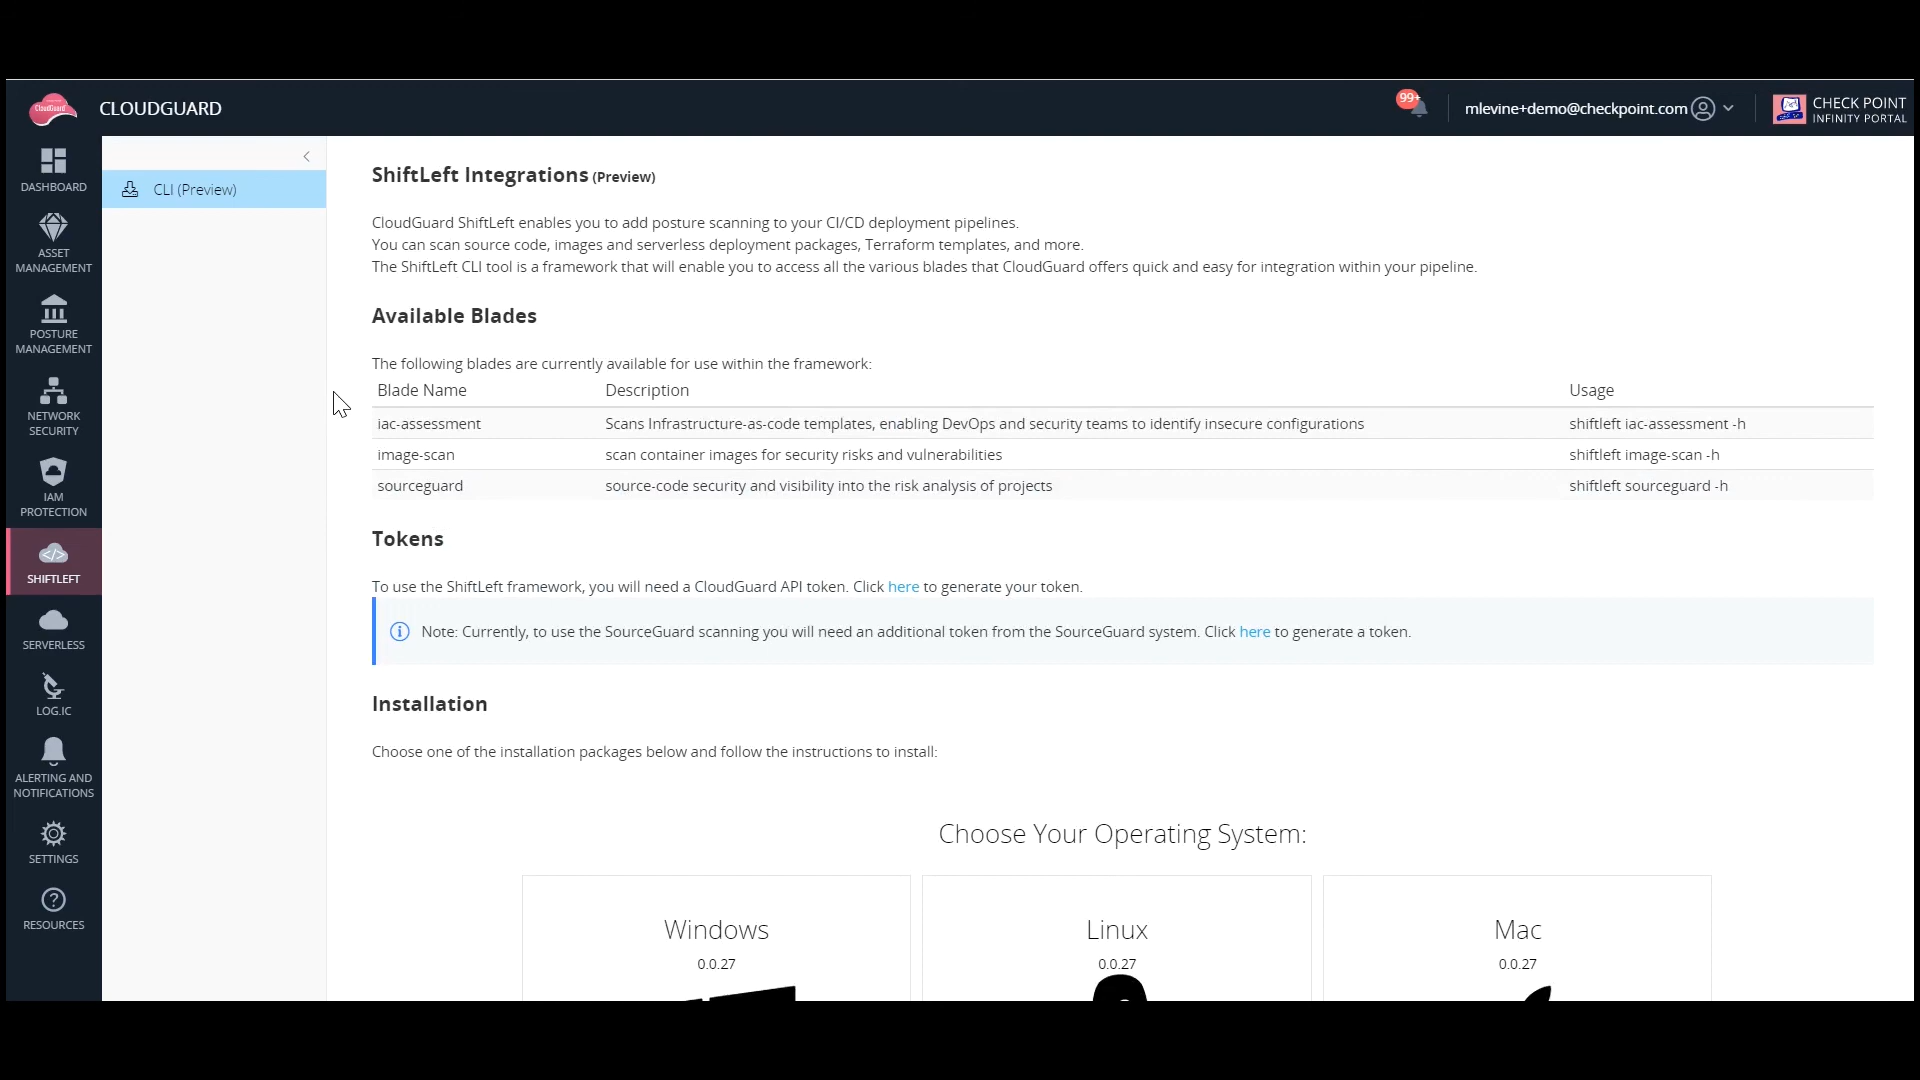 CloudGuard
CLOUDGUARD
99+
mlevine+demo@checkpoint.com
CHECK POINT
INFINITY PORTAL
DASHBOARD
ASSET
MANAGEMENT
POSTURE
MANAGEMENT
NETWORK
SECURITY
IAM
PROTECTION
SHIFTLEFT
SERVERLESS
LOG.IC
ALERTING AND
NOTIFICATIONS
SETTINGS
RESOURCES
CLI (Preview)
ShiftLeft Integrations (Preview)
CloudGuard ShiftLeft enables you to add posture scanning to your CI/CD deployment pipelines.
You can scan source code, images and serverless deployment packages, Terraform templates, and more.
The ShiftLeft CLI tool is a framework that will enable you to access all the various blades that CloudGuard offers quick and easy for integration within your pipeline.
Available Blades
The following blades are currently available for use within the framework:
Blade Name Description Usage
iac-assessment Scans Infrastructure-as-code templates, enabling DevOps and security teams to identify insecure configurations shiftleft iac-assessment -h
image-scan scan container images for security risks and vulnerabilities shiftleft image-scan -h
sourceguard source-code security and visibility into the risk analysis of projects shiftleft sourceguard -h
Tokens
To use the ShiftLeft framework, you will need a CloudGuard API token. Click here to generate your token.
Note: Currently, to use the SourceGuard scanning you will need an additional token from the SourceGuard system. Click here to generate a token.
Installation
Choose one of the installation packages below and follow the instructions to install:
Choose Your Operating System:
Windows Linux Mac
0.0.27 0.0.27 0.0.27